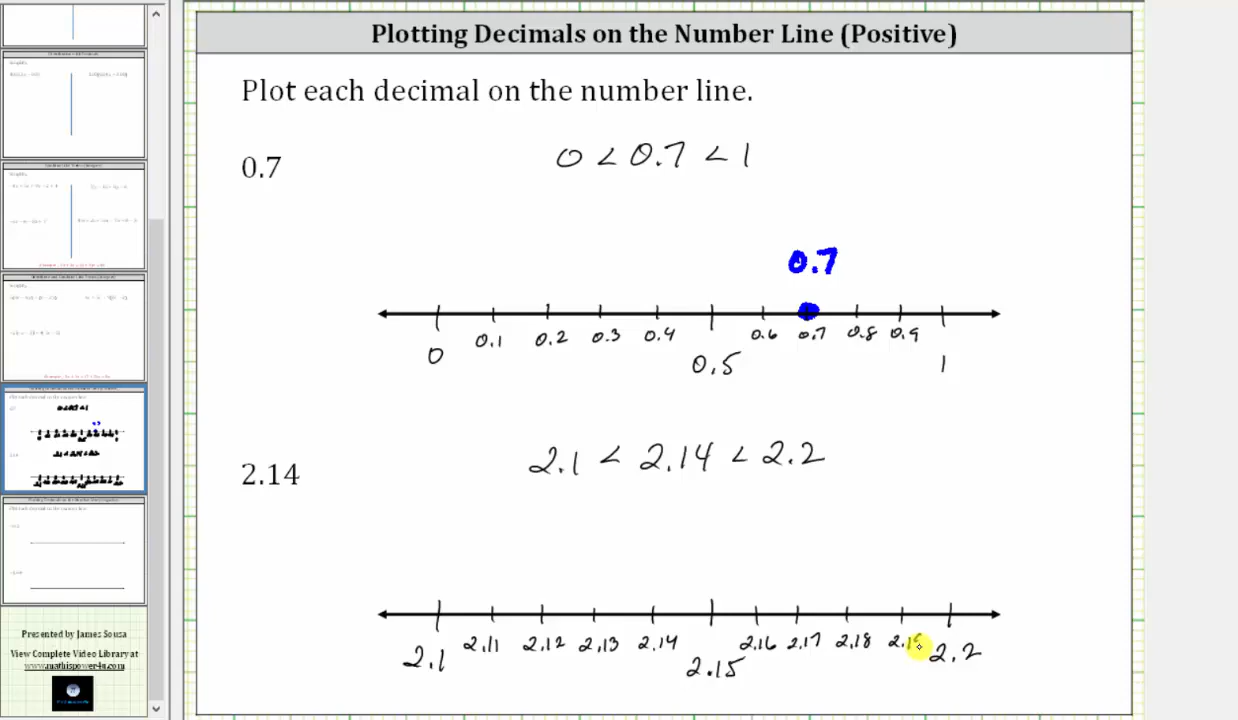 Plotting Decimals on the Number Line (Positive)
Plot each decimal on the number line.
0.7
0 < 0.7 < 1
0.7
0 0.1 0.2 0.3 0.4 0.5 0.6 0.7 0.8 0.9 1
2.14
2.1 < 2.14 < 2.2
2.1 2.11 2.12 2.13 2.14 2.15 2.16 2.17 2.18 2.19 2.2
Presented by James Sousa
View Complete Video Library at
www.mathispower4u.com